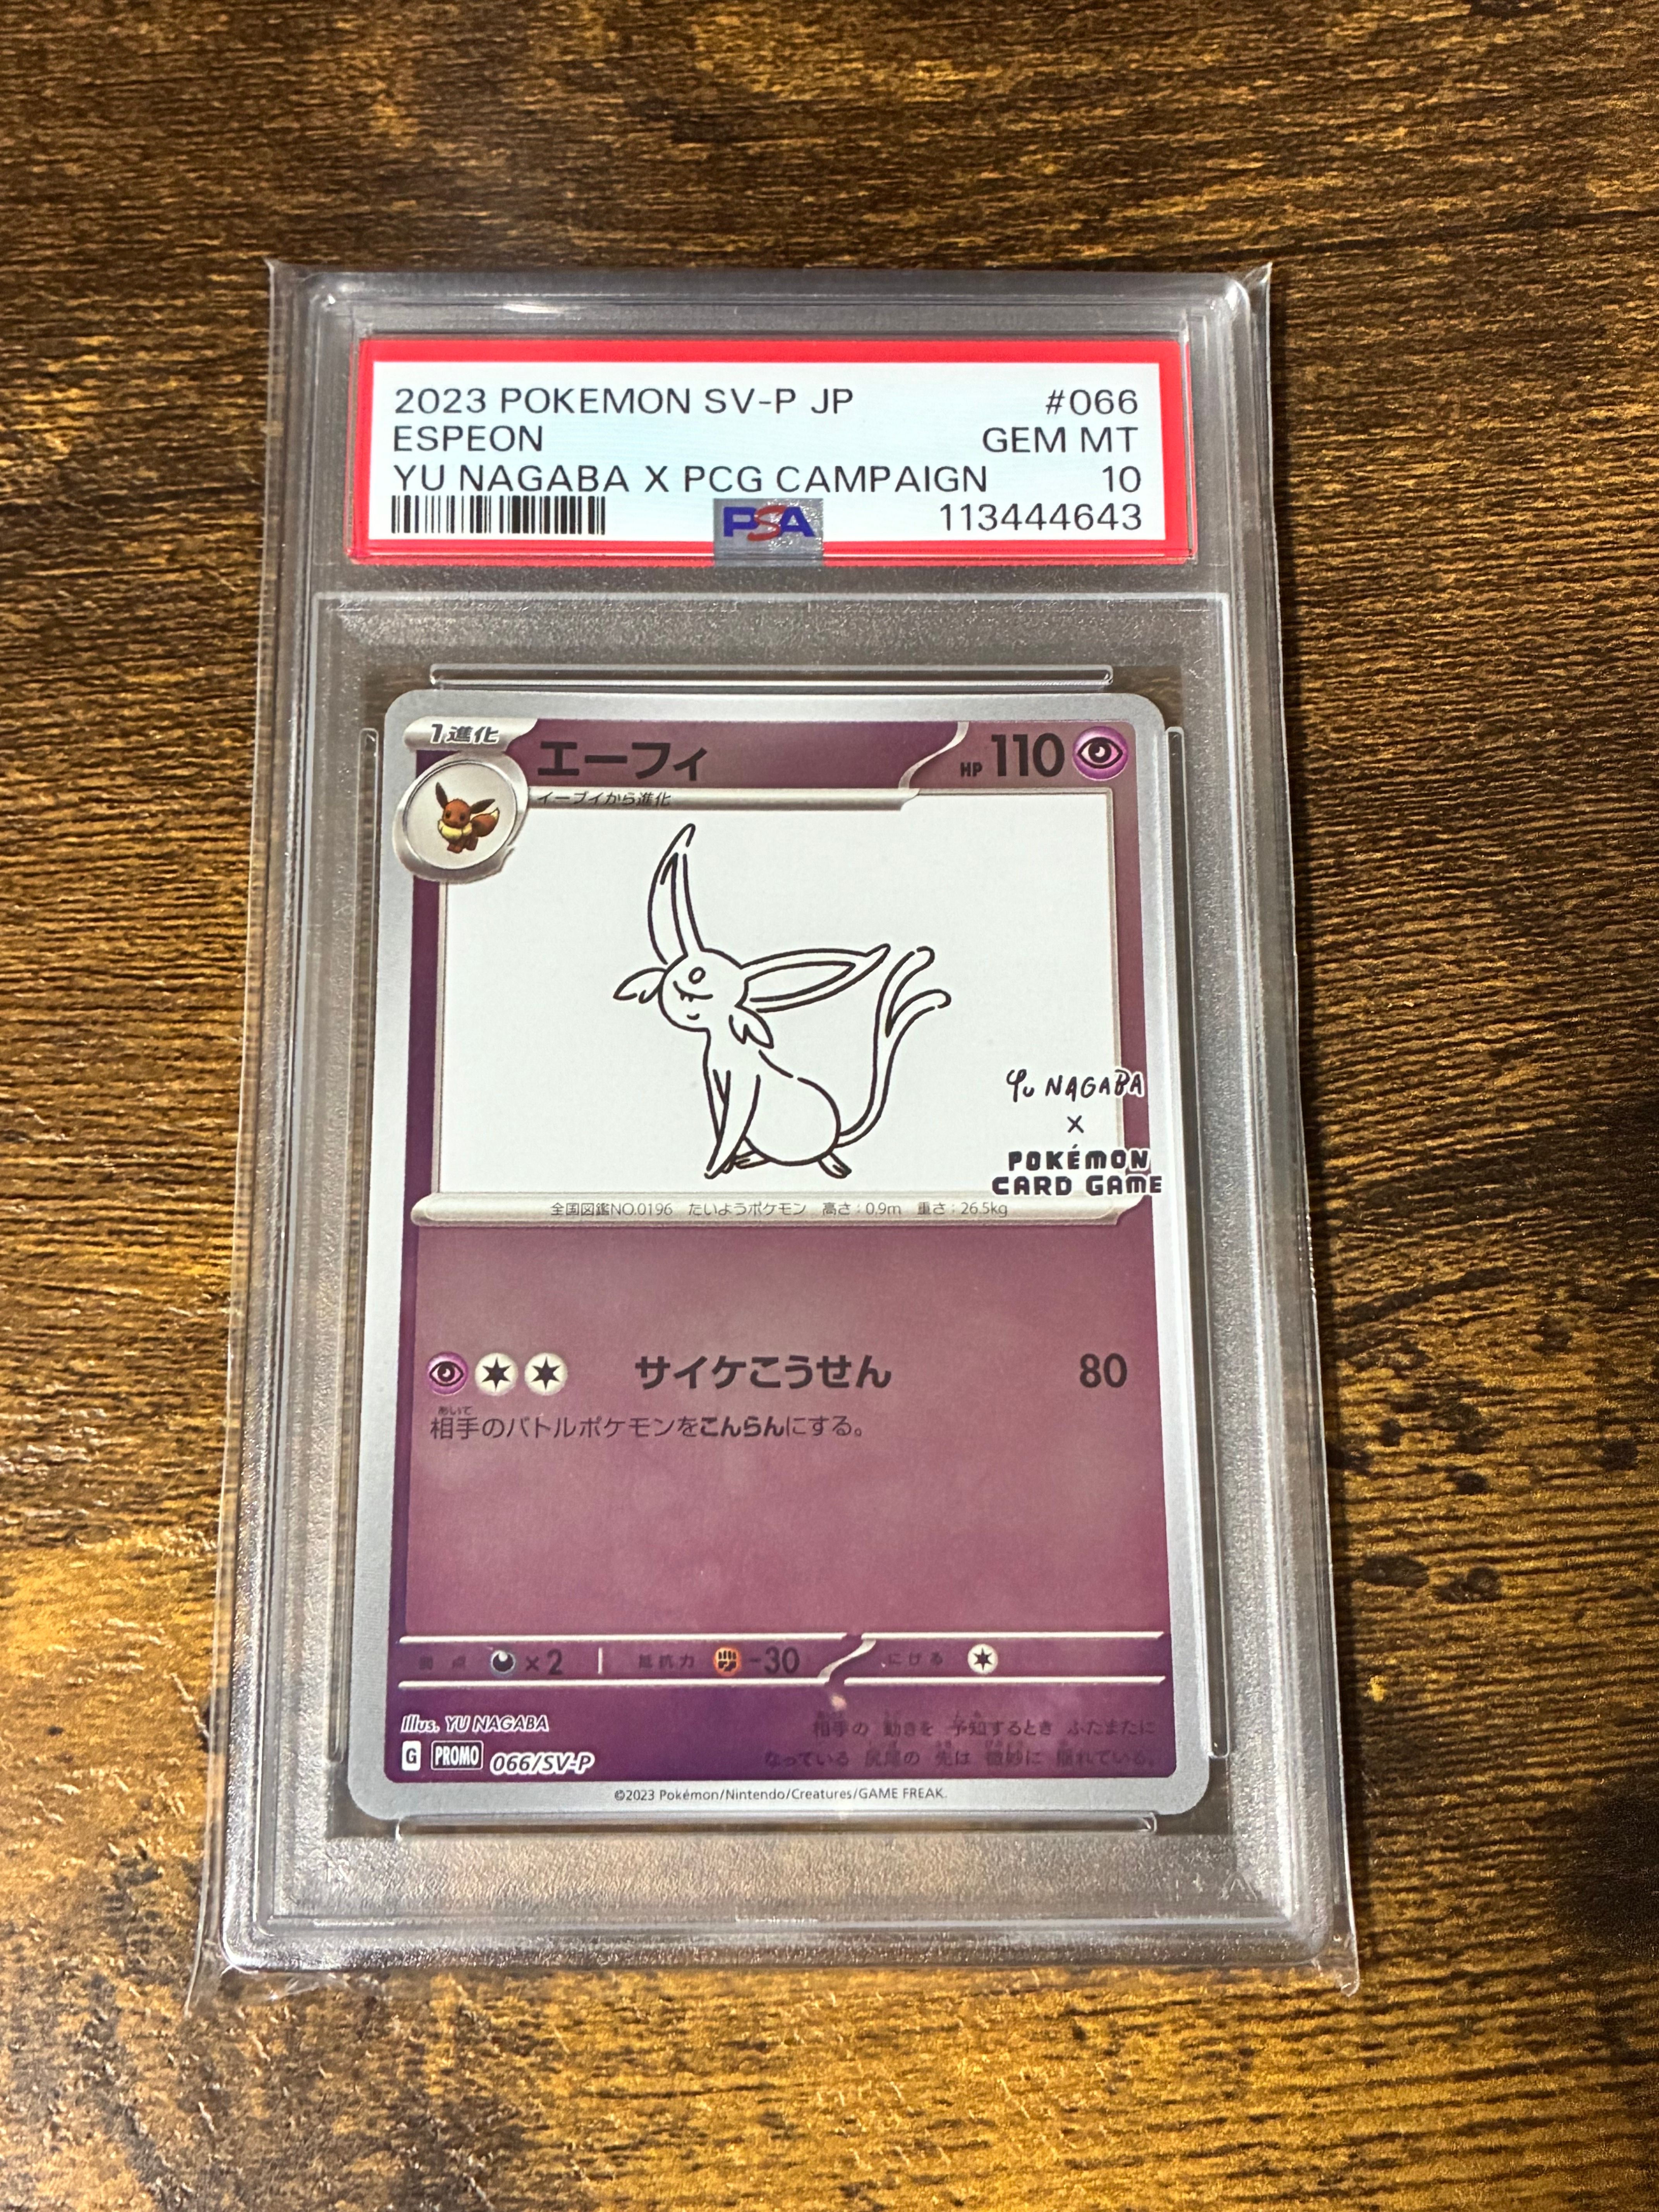 2023 POKEMON SV-P JP #066
ESPEON GEM MT
YU NAGABA X PCG CAMPAIGN 10
PSA 113444643
1進化 エーフィ HP 110
イーブイから進化
YU NAGABA
×
POKÉMON
CARD GAME
全国図鑑NO.0196 たいようポケモン 高さ:0.9m 重さ:26.5kg
サイケこうせん 80
あいて
相手のバトルポケモンをこんらんにする。
弱点 ×2 抵抗力 -30 にげる
Illus. YU NAGABA
相手の 動きを 予知するとき ふたまたに
G PROMO 066/SV-P
なっている 尻尾の 先は 微妙に 揺れている。
©2023 Pokémon/Nintendo/Creatures/GAME FREAK.